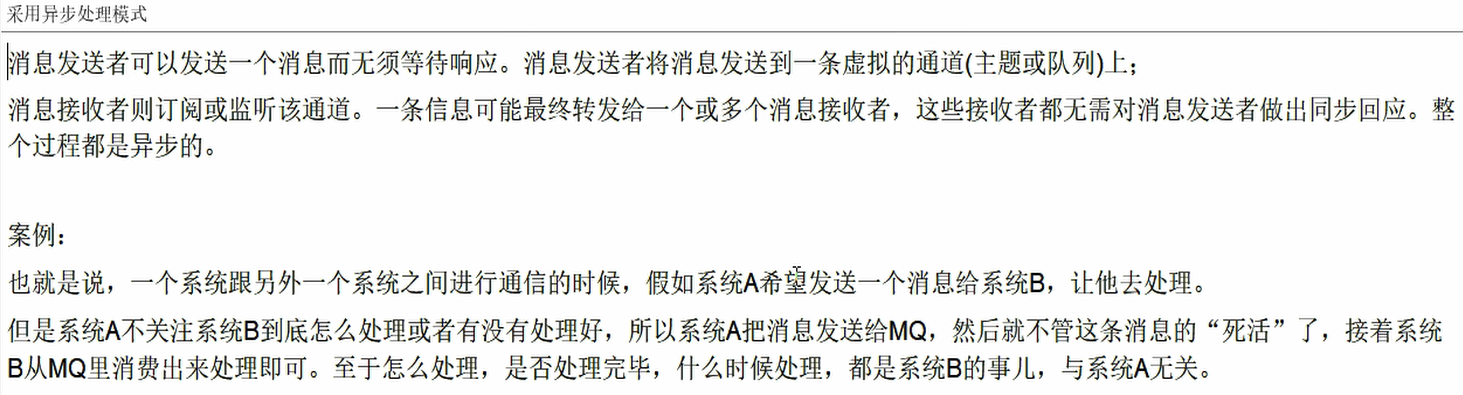 采用异步处理模式
消息发送者可以发送一个消息而无须等待响应。消息发送者将消息发送到一条虚拟的通道(主题或队列)上；
消息接收者则订阅或监听该通道。一条信息可能最终转发给一个或多个消息接收者，这些接收者都无需对消息发送者做出同步回应。整
个过程都是异步的。
案例：
也就是说，一个系统跟另外一个系统之间进行通信的时候，假如系统A希望发送一个消息给系统B，让他去处理。
但是系统A不关注系统B到底怎么处理或者有没有处理好，所以系统A把消息发送给MQ，然后就不管这条消息的“死活”了，接着系统
B从MQ里消费出来处理即可。至于怎么处理，是否处理完毕，什么时候处理，都是系统B的事儿，与系统A无关。